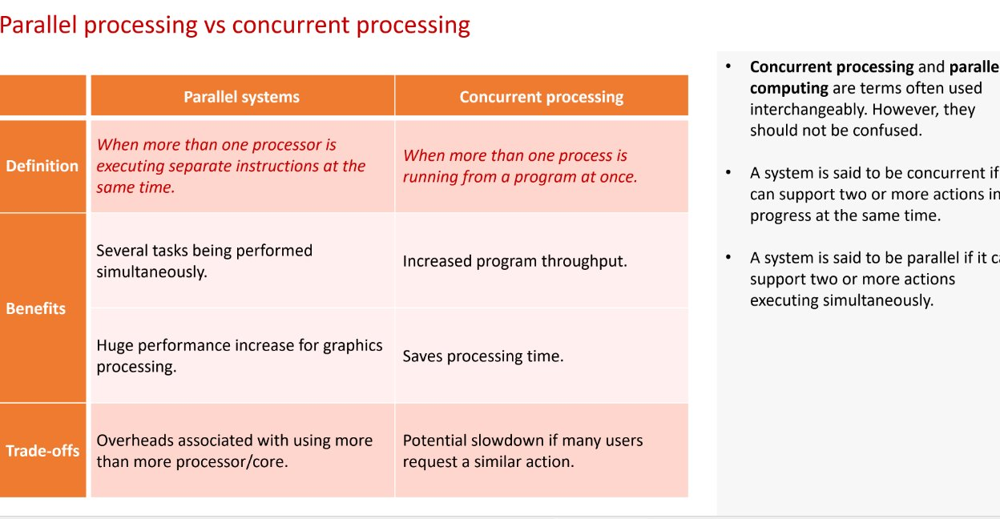 Parallel processing vs concurrent processing
Parallel systems
Concurrent processing
Definition
When more than one processor is
executing separate instructions at the
same time.
When more than one process is
running from a program at once.
Benefits
Several tasks being performed
simultaneously.
Increased program throughput.
Huge performance increase for graphics
processing.
Saves processing time.
Trade-offs
Overheads associated with using more
than more processor/core.
Potential slowdown if many users
request a similar action.
• Concurrent processing and paralle
computing are terms often used
interchangeably. However, they
should not be confused.
• A system is said to be concurrent if
can support two or more actions in
progress at the same time.
• A system is said to be parallel if it ca
support two or more actions
executing simultaneously.